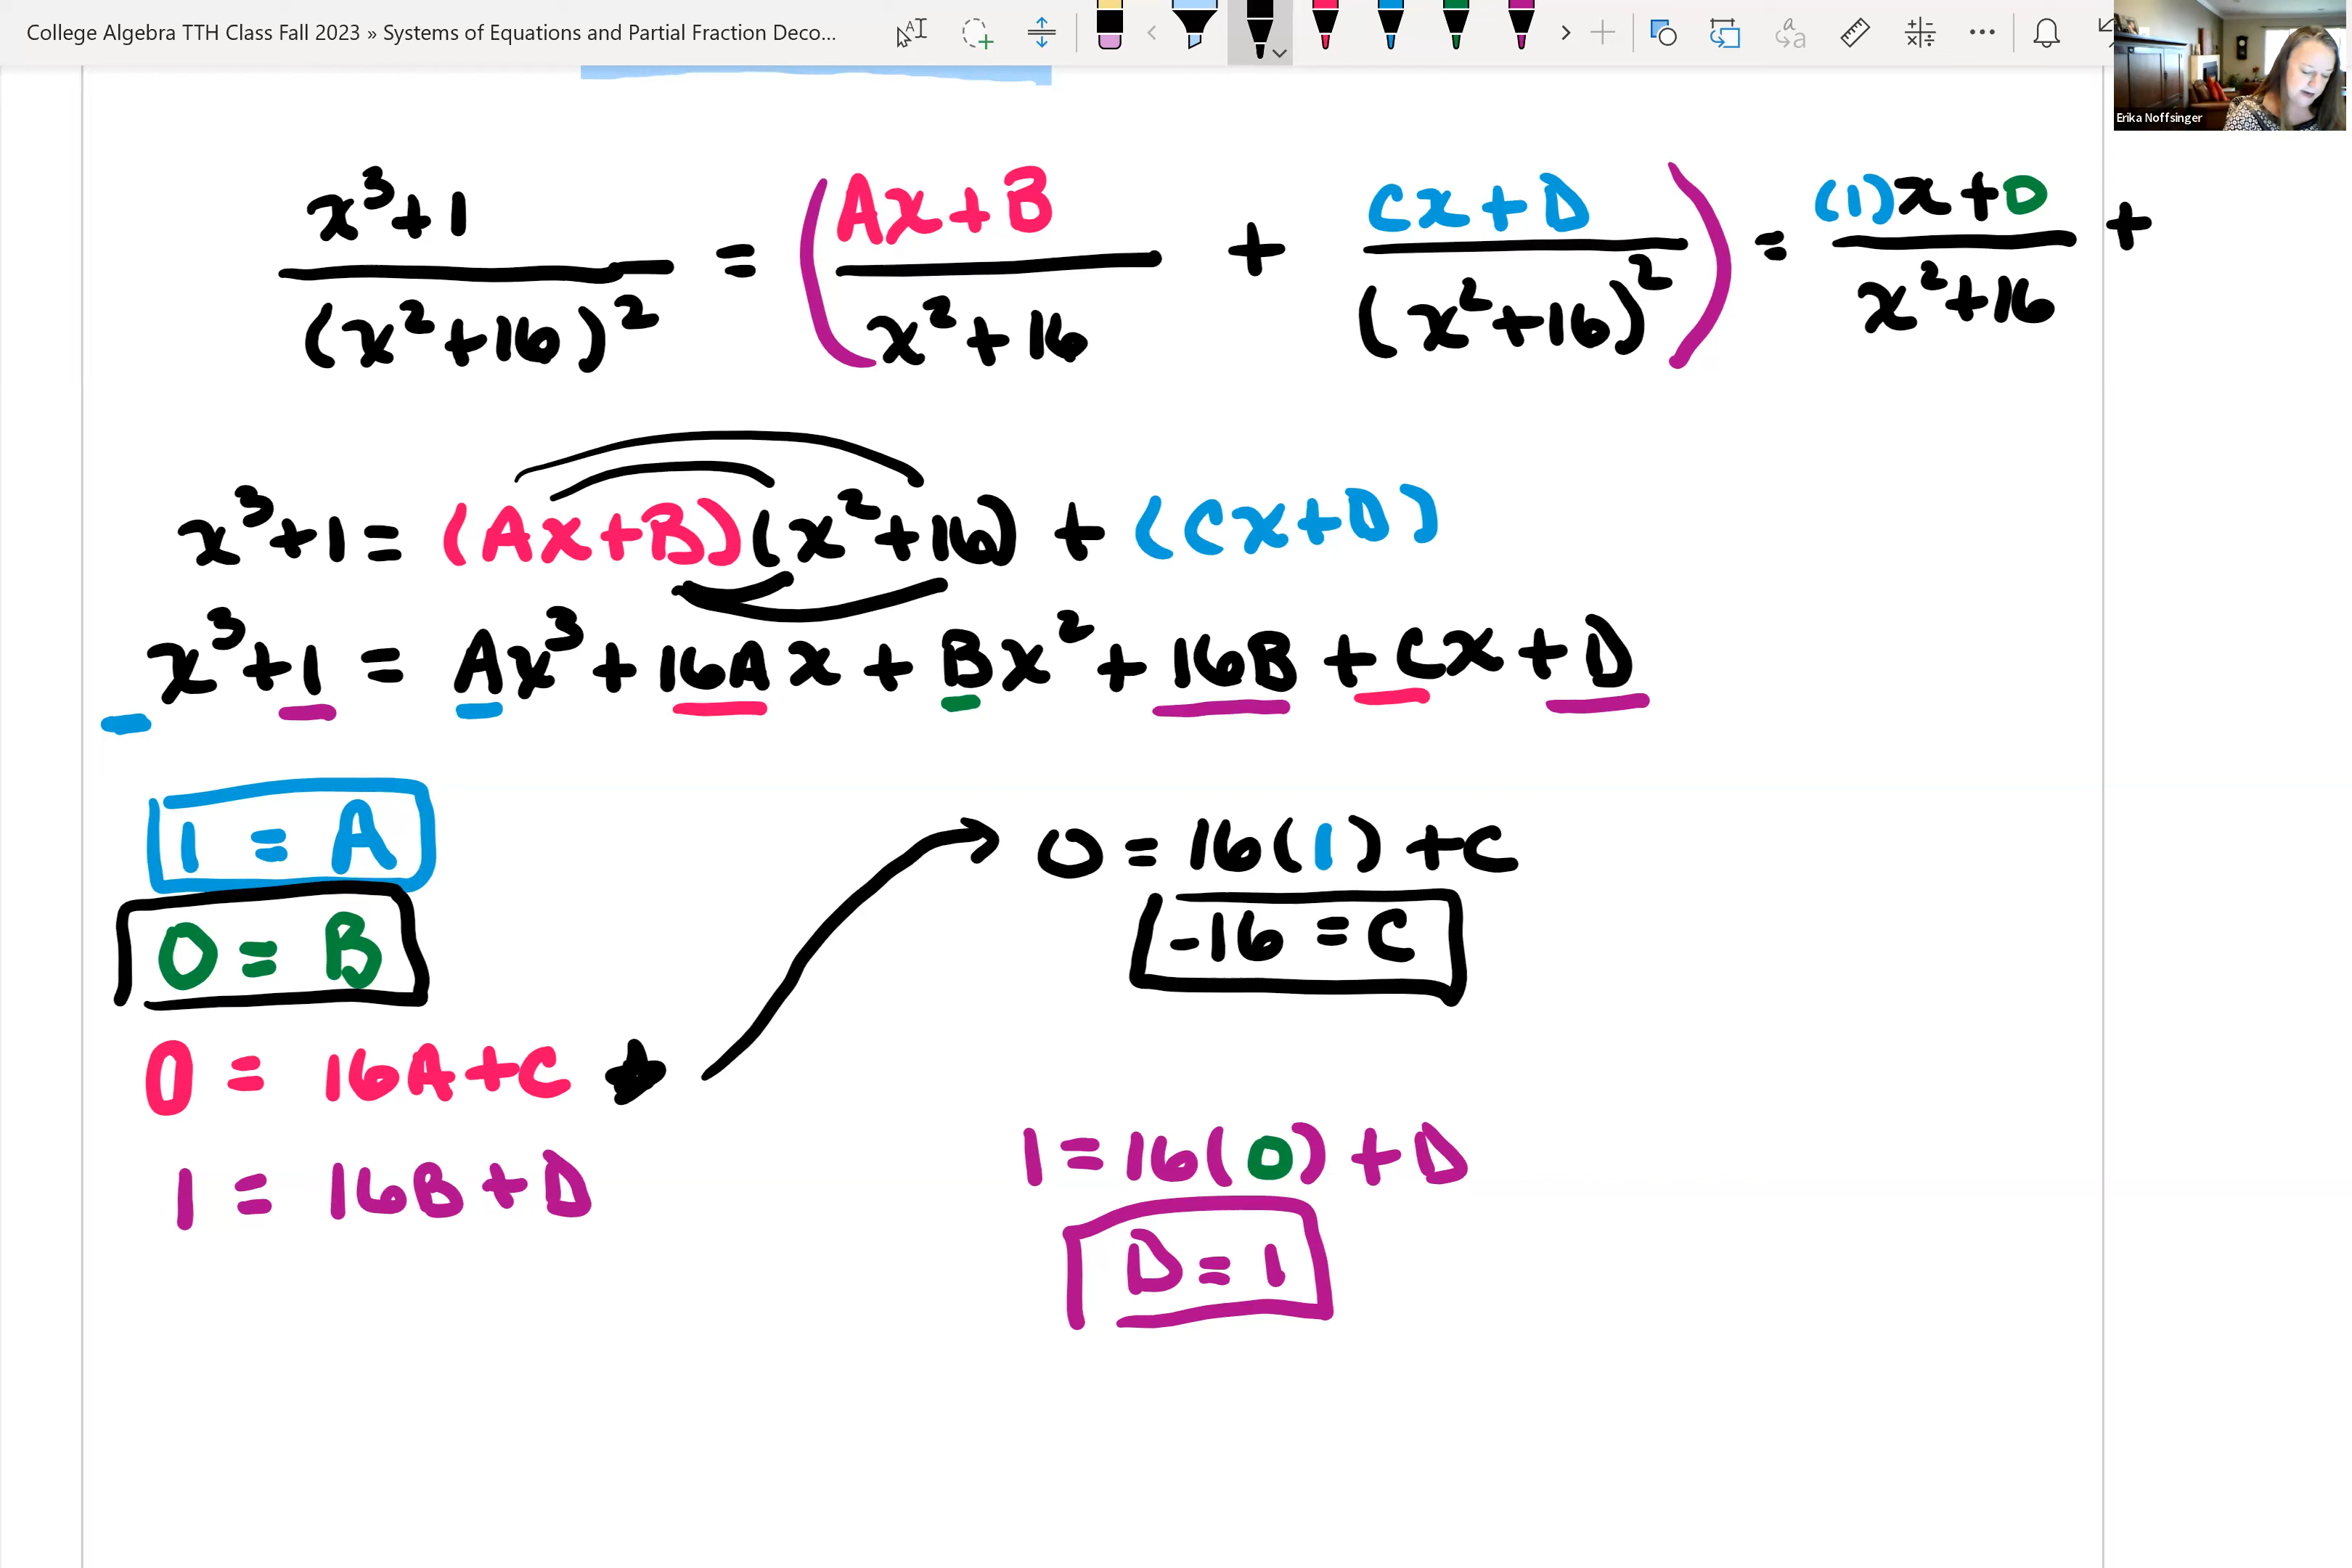 College Algebra TTH Class Fall 2023 » Systems of Equations and Partial Fraction Deco...
Erika Noffsinger
x³+1 / (x²+16)² = (Ax+B / x²+16 + Cx+D / (x²+16)²) = (1)x+0 / x²+16 +
x³+1 = (Ax+B)(x²+16) + (Cx+D)
x³+1 = Ax³ + 16Ax + Bx² + 16B + Cx + D
1 = A
0 = B
0 = 16A+C
1 = 16B+D
0 = 16(1) + C
-16 = C
1 = 16(0) + D
D = 1